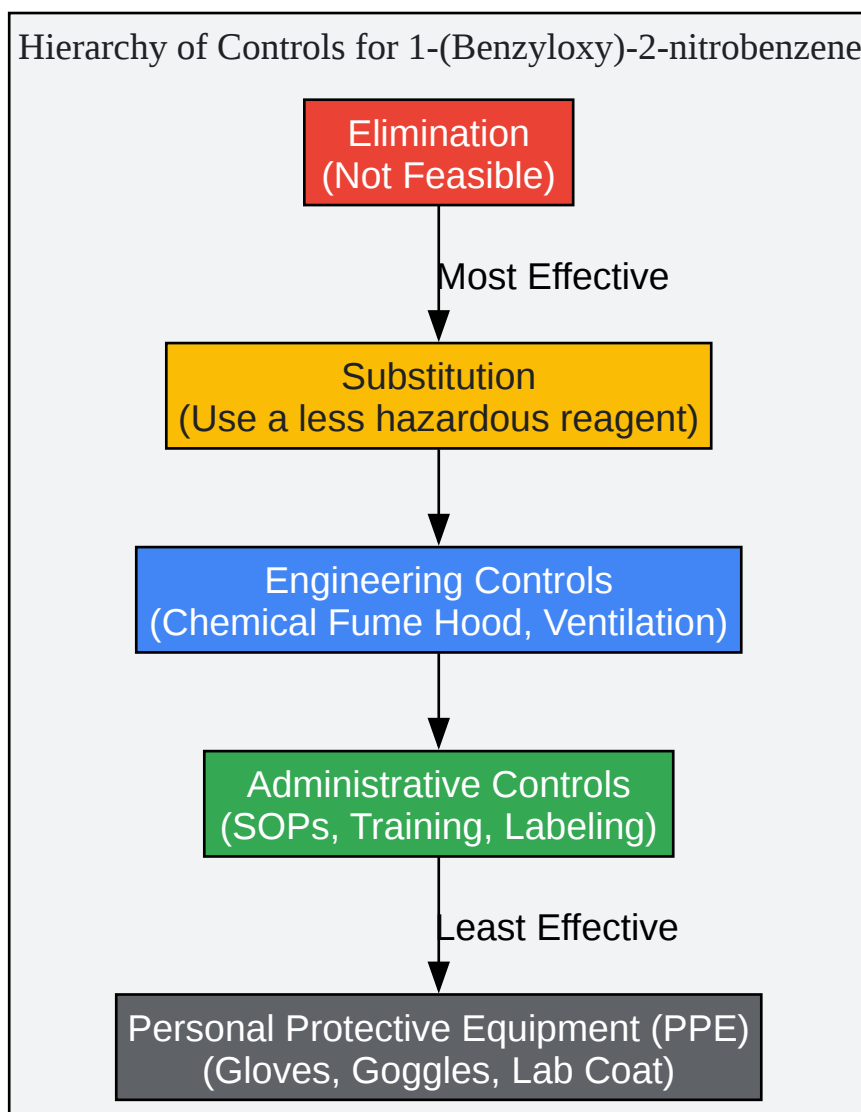 Hierarchy of Controls for 1-(Benzyloxy)-2-nitrobenzene
Elimination
(Not Feasible)
Most Effective
Substitution
(Use a less hazardous reagent)
Engineering Controls
(Chemical Fume Hood, Ventilation)
Administrative Controls
(SOPs, Training, Labeling)
Least Effective
Personal Protective Equipment (PPE)
(Gloves, Goggles, Lab Coat)